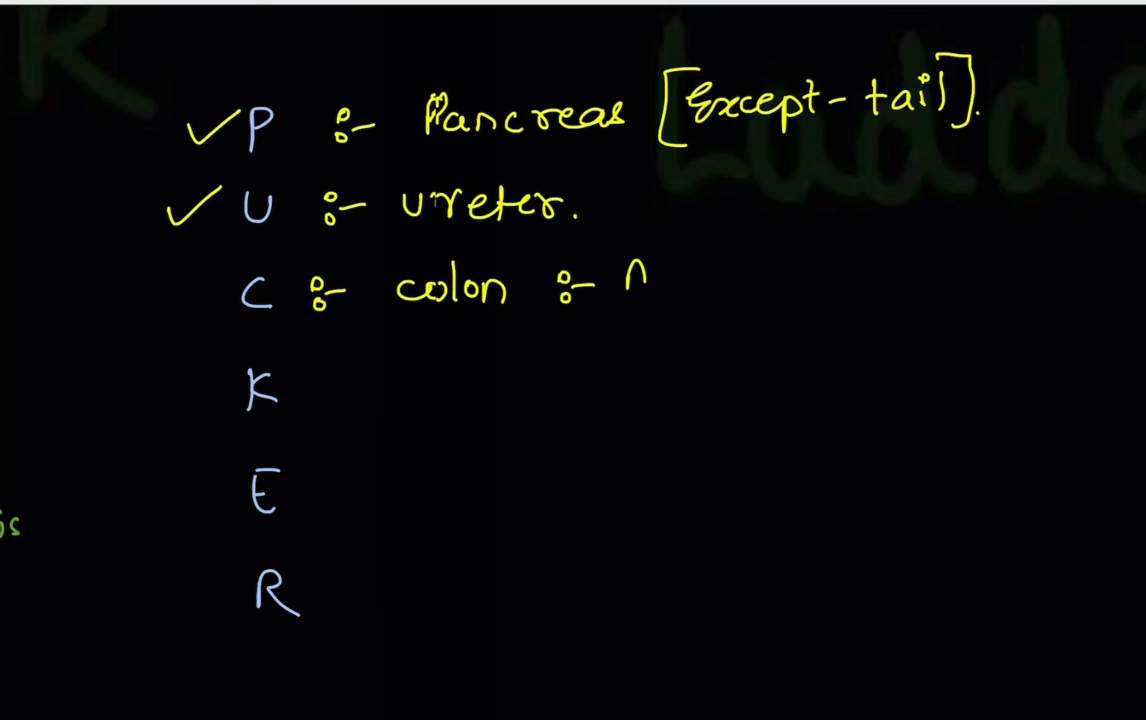 P :- Pancreas [Except - tail].
U :- ureter.
C :- colon :- A
K
E
R